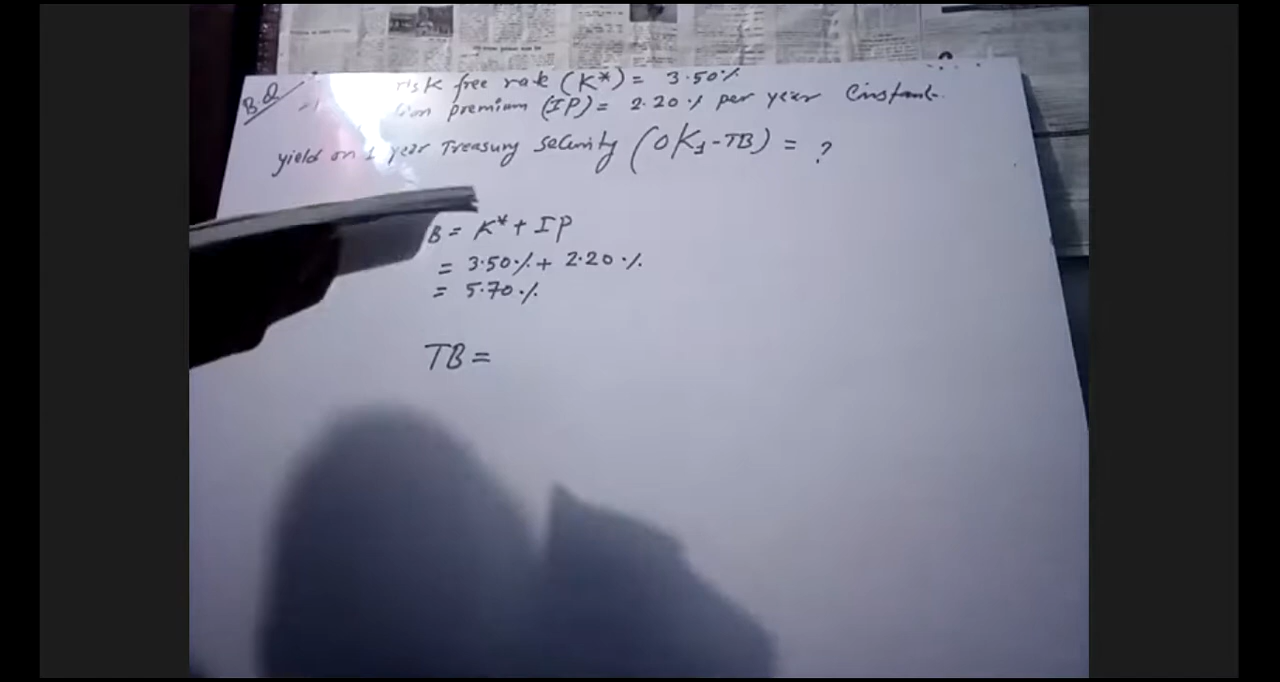 B.Q
risk free rate (K*) = 3.50%
premium (IP) = 2.20% per year Constant.
yield on 1 year Treasury Security (0K1-TB) = ?
B = K* + IP
= 3.50% + 2.20%
= 5.70%
TB =